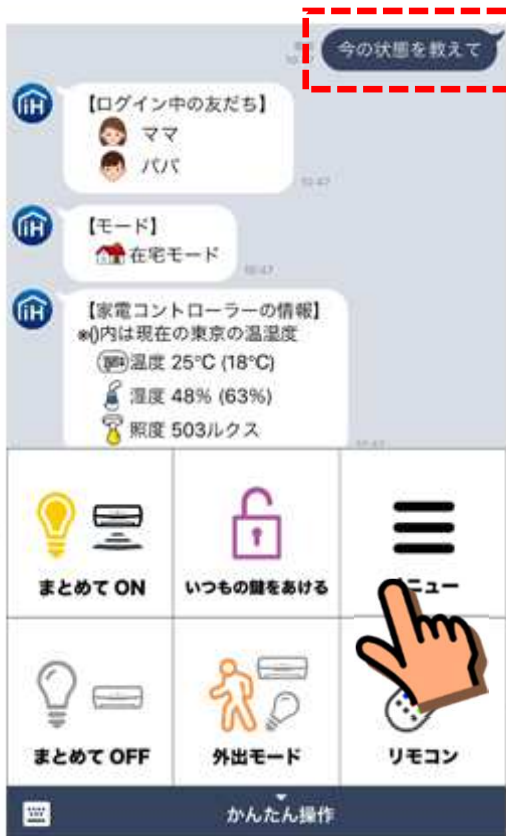 今の状態を教えて
【ログイン中の友だち】
ママ
パパ
10:47
【モード】
在宅モード
10:47
【家電コントローラーの情報】
※()内は現在の東京の温湿度
温度 25°C (18°C)
湿度 48% (63%)
照度 503ルクス
まとめて ON
いつもの鍵をあける
ニュー
まとめて OFF
外出モード
リモコン
かんたん操作